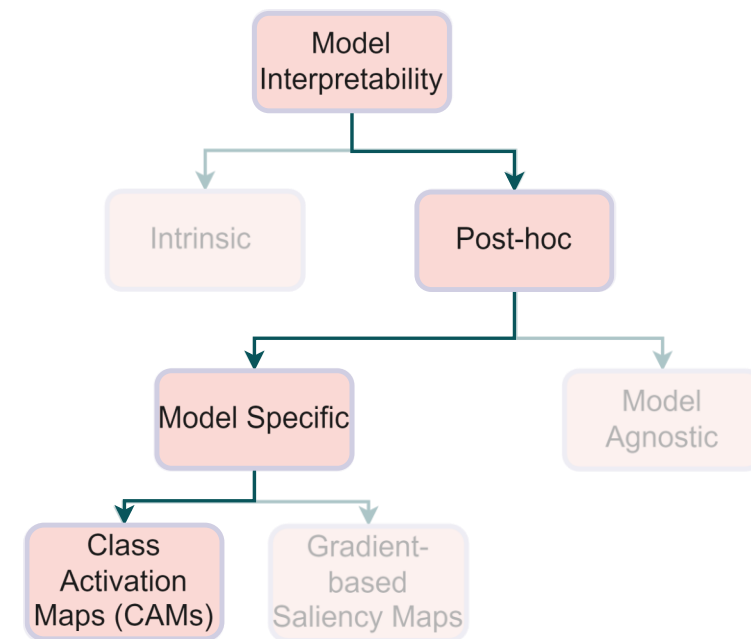 Model
Interpretability
Intrinsic
Post-hoc
Model Specific
Model
Agnostic
Class
Activation
Maps (CAMs)
Gradient-
based
Saliency Maps